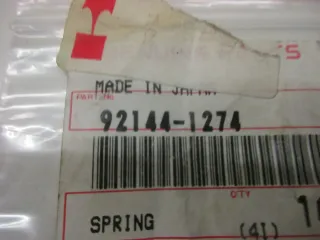 S
MADE IN JAPAN
PART NO.
92144-1274
QTY
SPRING
(41)